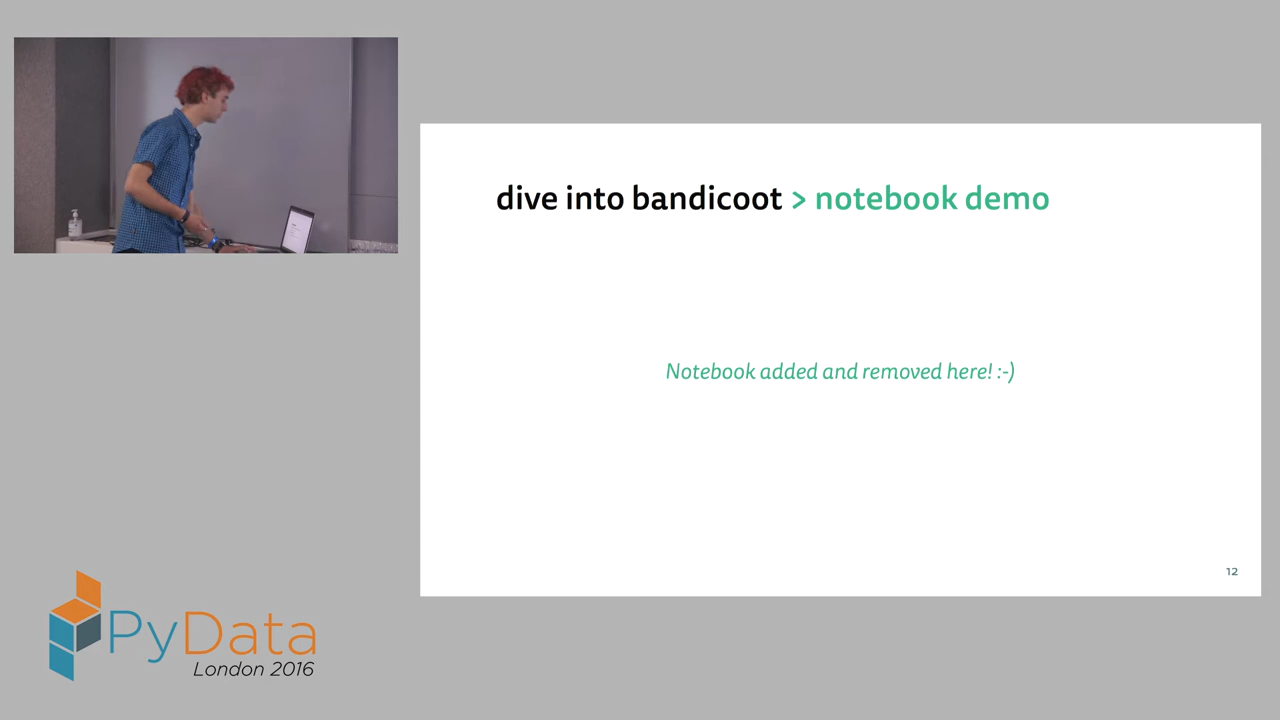 dive into bandicoot > notebook demo
Notebook added and removed here! :-)
12
PyData
London 2016